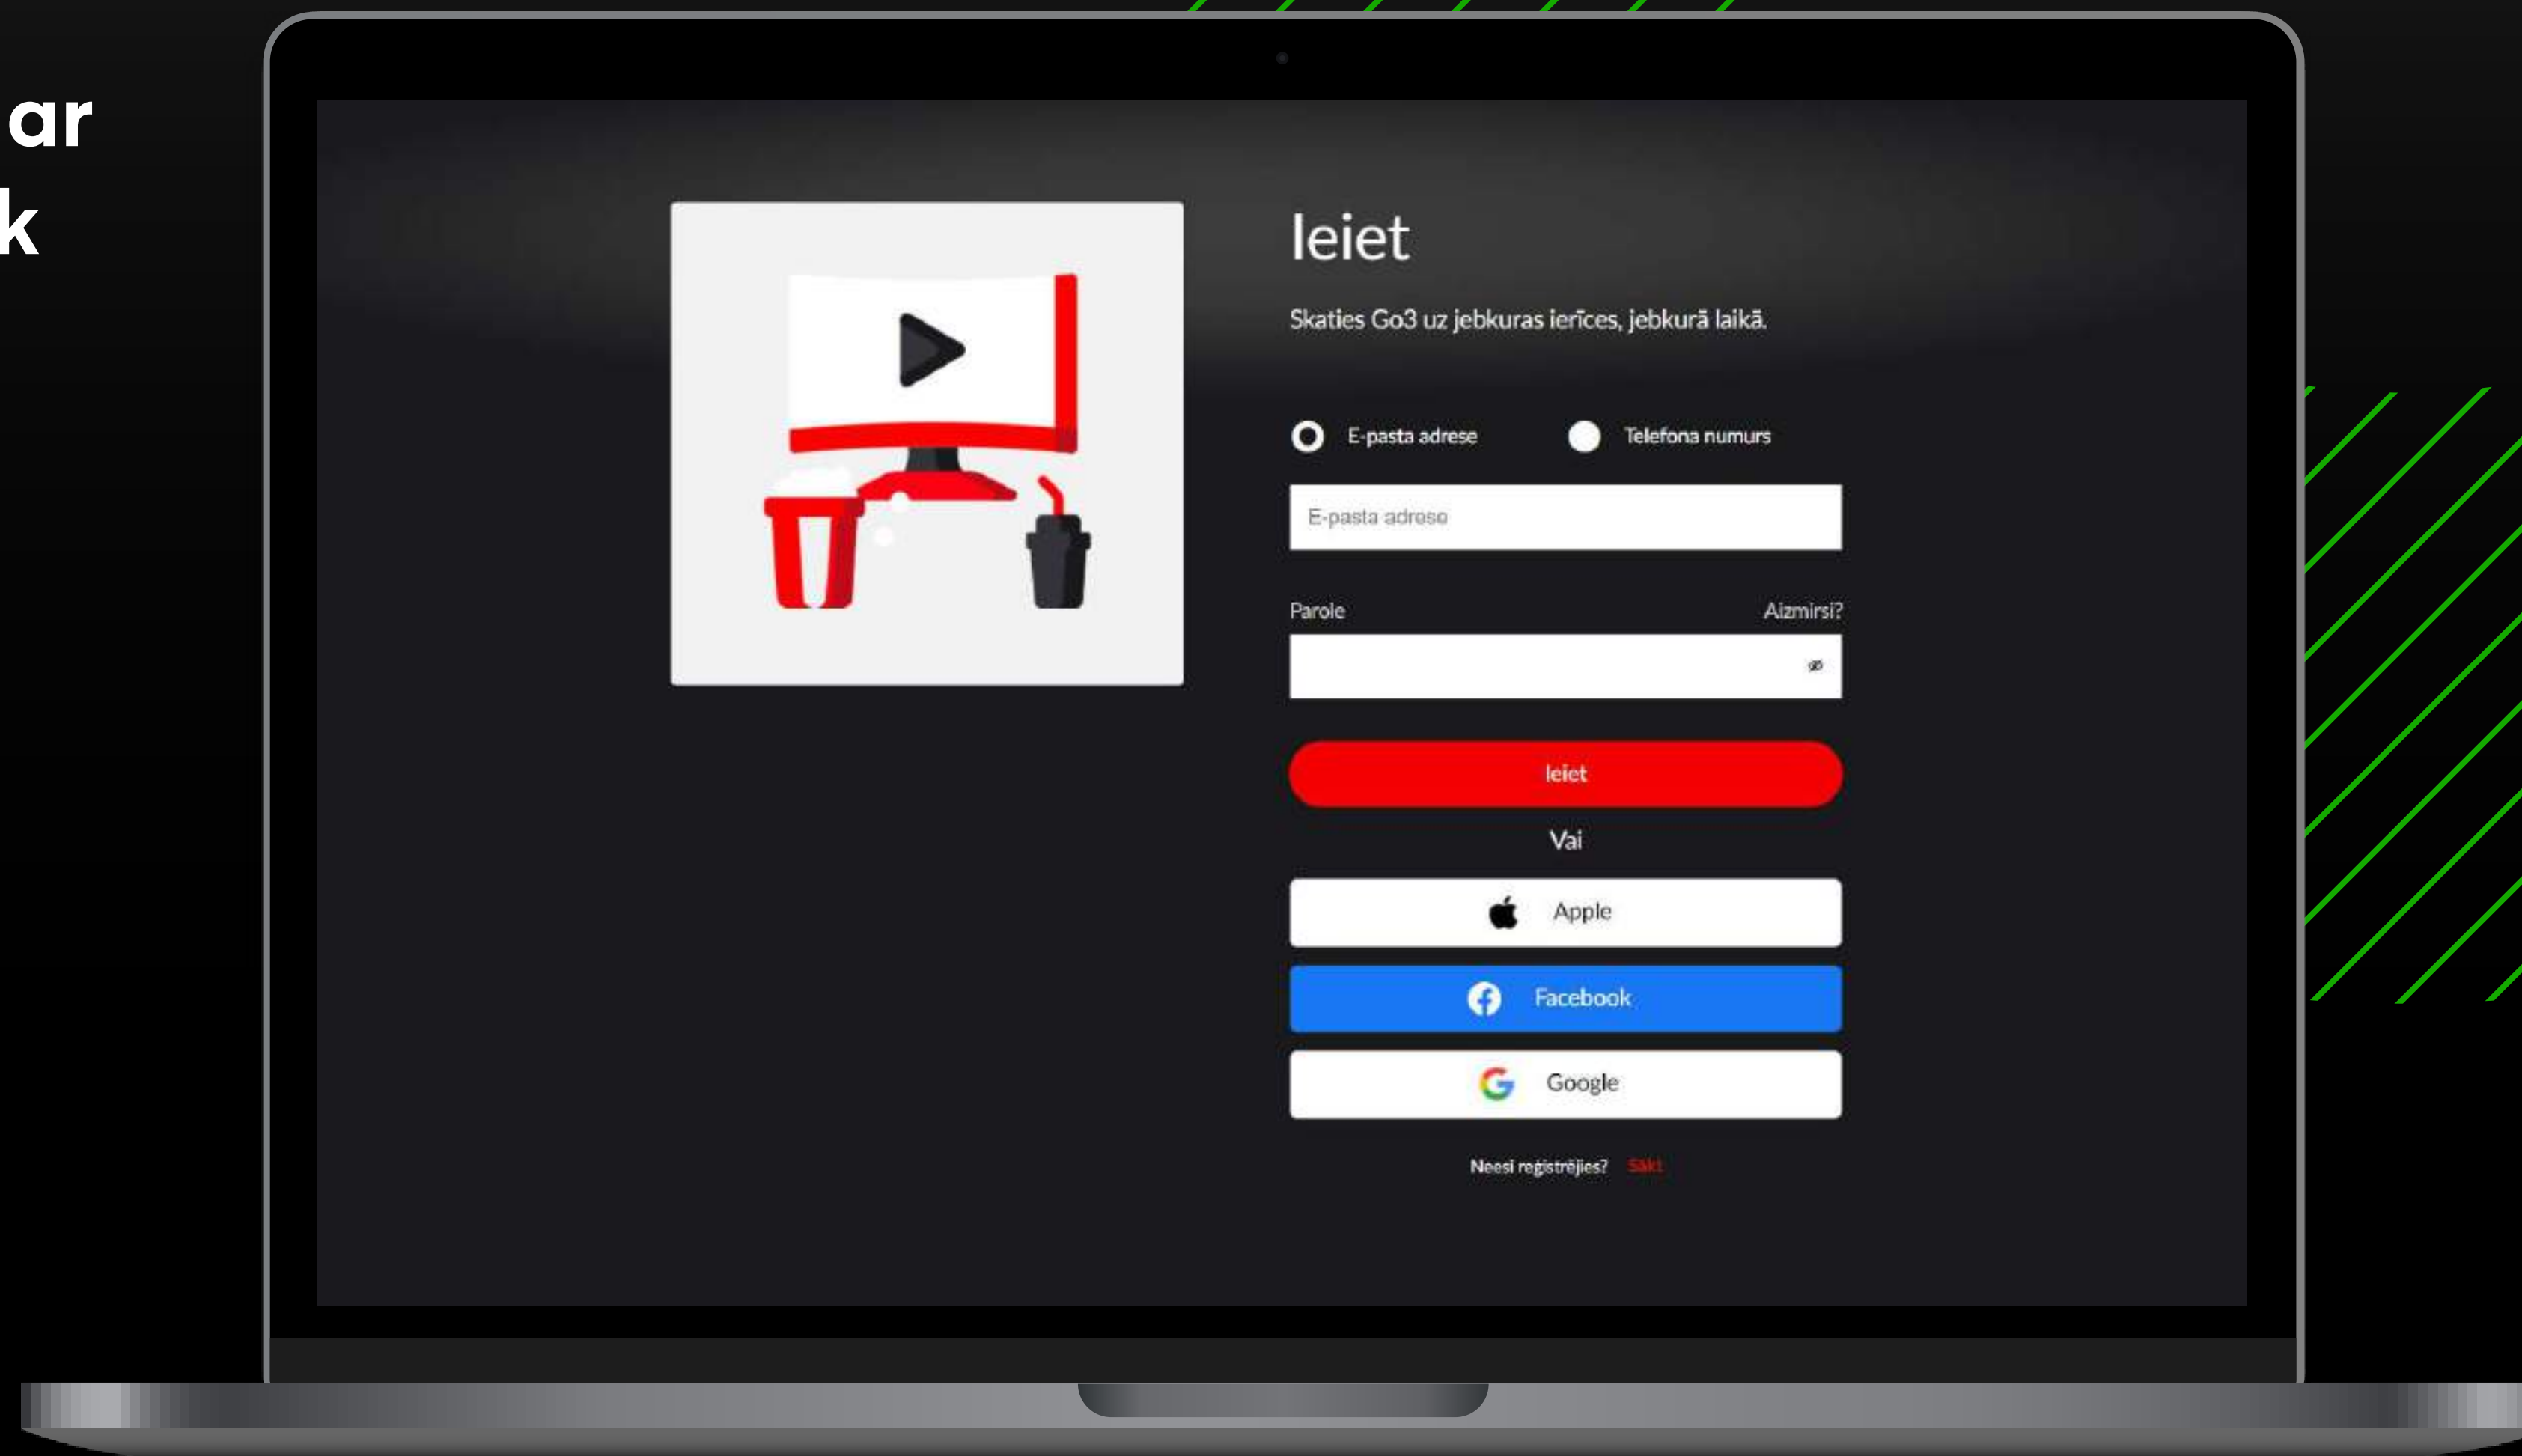 ar
k
Ieiet
Skaties Go3 uz jebkuras ierīces, jebkurā laikā.
E-pasta adrese
Telefona numurs
E-pasta adrese
Parole
Aizmirsi?
Ieiet
Vai
Apple
Facebook
Google
Neesi reģistrējies? Sākt